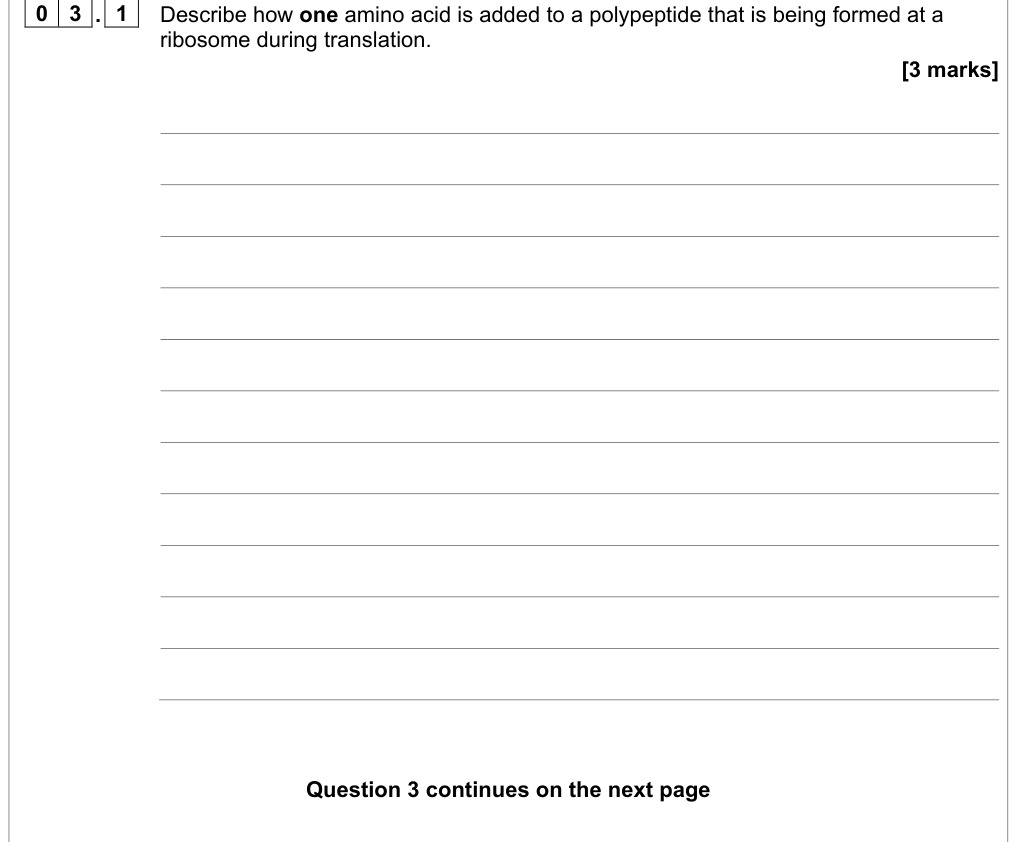 0 3 . 1 Describe how one amino acid is added to a polypeptide that is being formed at a
ribosome during translation.
[3 marks]
Question 3 continues on the next page